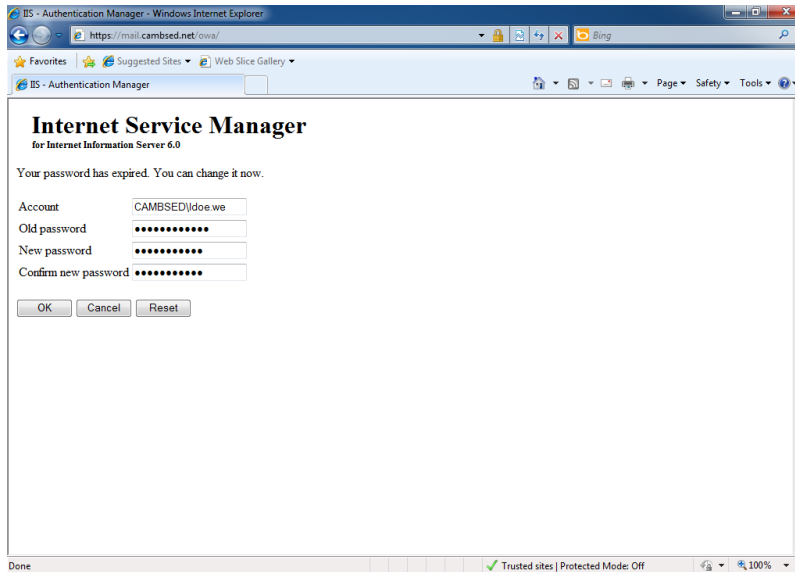 IIS - Authentication Manager - Windows Internet Explorer
https://mail.cambsed.net/owa/ Bing
Favorites Suggested Sites Web Slice Gallery
IIS - Authentication Manager Page Safety Tools
Internet Service Manager
for Internet Information Server 6.0
Your password has expired. You can change it now.
Account CAMBSED\ldoe.we
Old password ●●●●●●●●●●●●
New password ●●●●●●●●●●●
Confirm new password ●●●●●●●●●●●
OK Cancel Reset
Done Trusted sites | Protected Mode: Off 100%